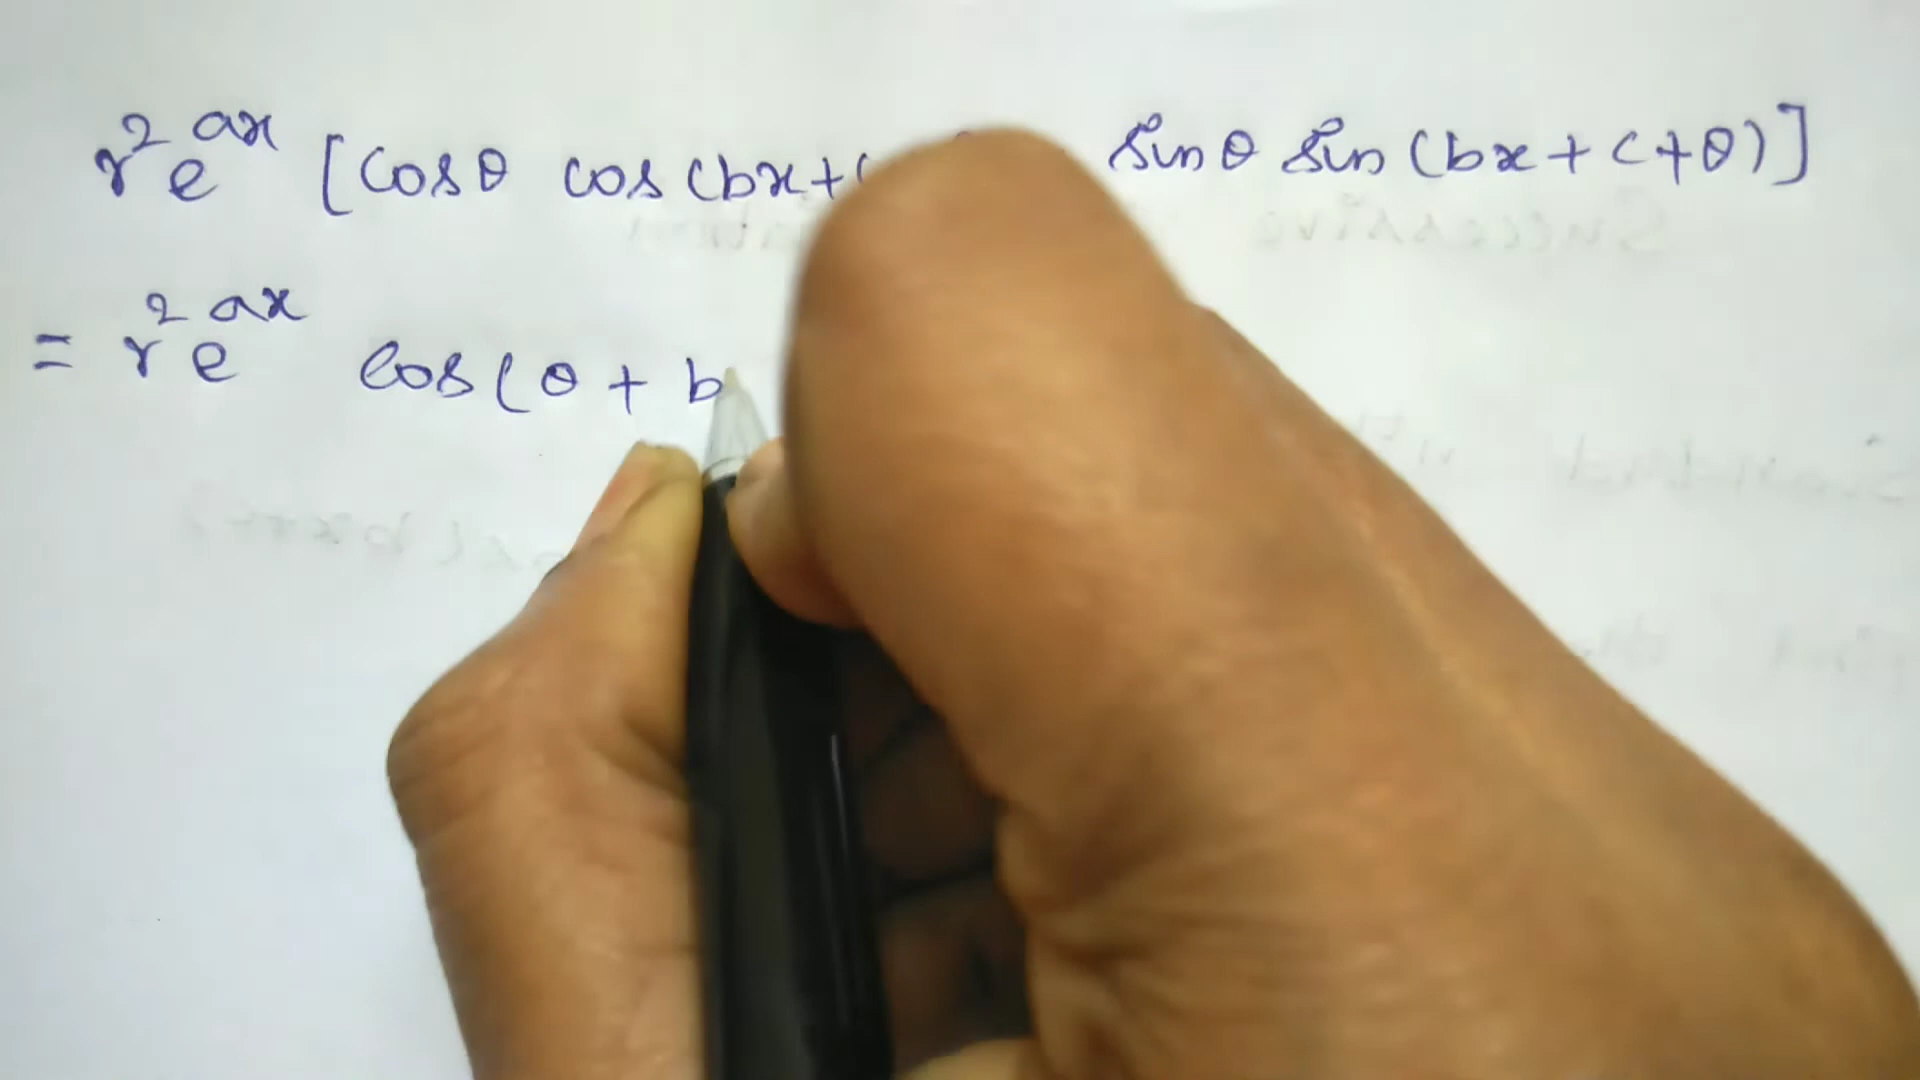 r²e^ax [cosθ cos(bx+ sinθ sin(bx+c+θ)]
= r²e^ax cos(θ + b